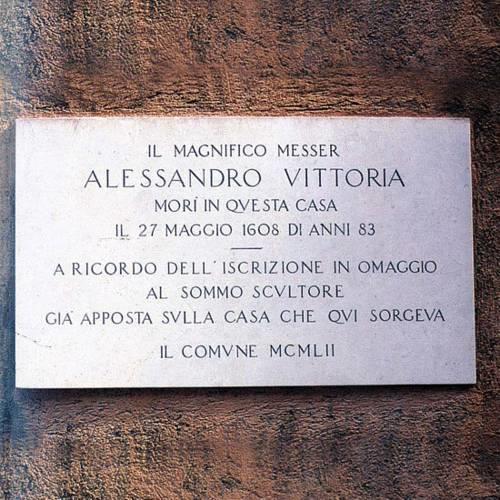 IL MAGNIFICO MESSER
ALESSANDRO VITTORIA
MORÌ IN QVESTA CASA
IL 27 MAGGIO 1608 DI ANNI 83
A RICORDO DELL'ISCRIZIONE IN OMAGGIO
AL SOMMO SCVLTORE
GIÀ APPOSTA SVLLA CASA CHE QVI SORGEVA
IL COMVNE MCMLII